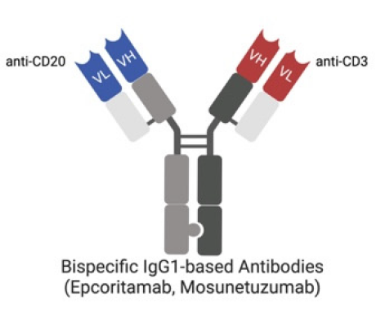 anti-CD20
VL
VH
VH
VL
anti-CD3
Bispecific IgG1-based Antibodies
(Epcoritamab, Mosunetuzumab)